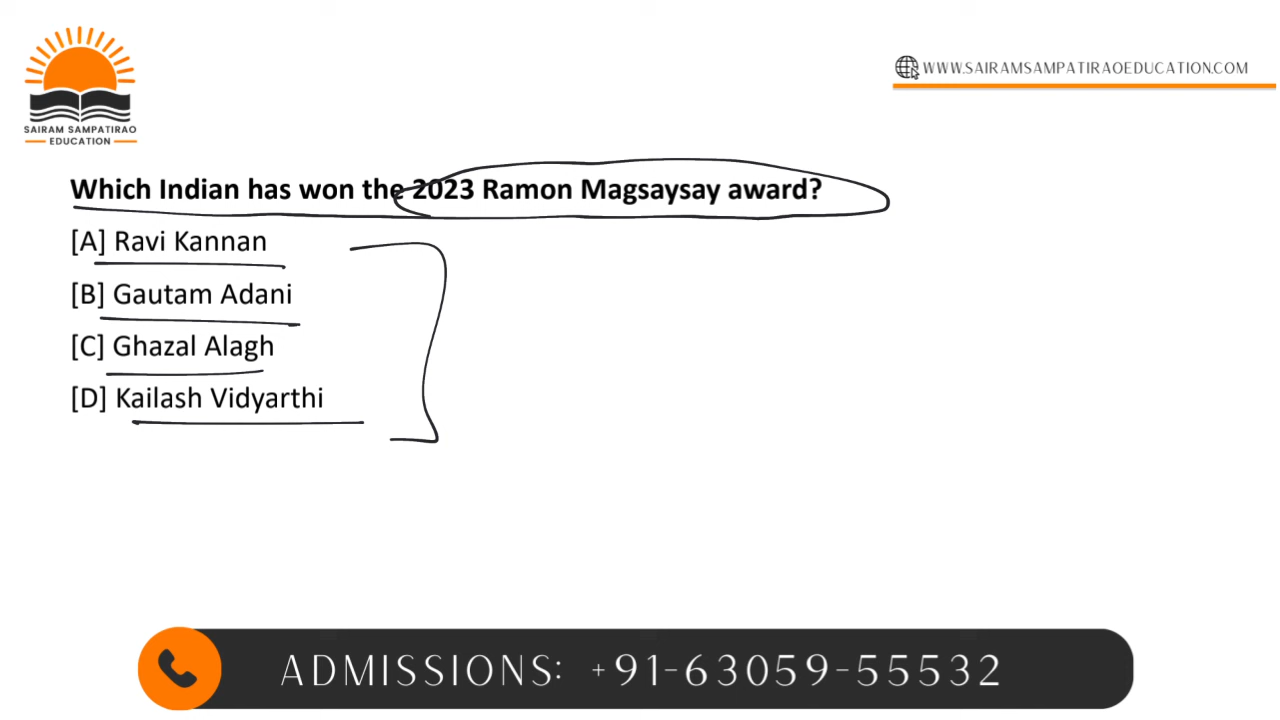 SAIRAM SAMPATIRAO
EDUCATION
WWW.SAIRAMSAMPATIRAOEDUCATION.COM
Which Indian has won the 2023 Ramon Magsaysay award?
[A] Ravi Kannan
[B] Gautam Adani
[C] Ghazal Alagh
[D] Kailash Vidyarthi
ADMISSIONS: +91-63059-55532